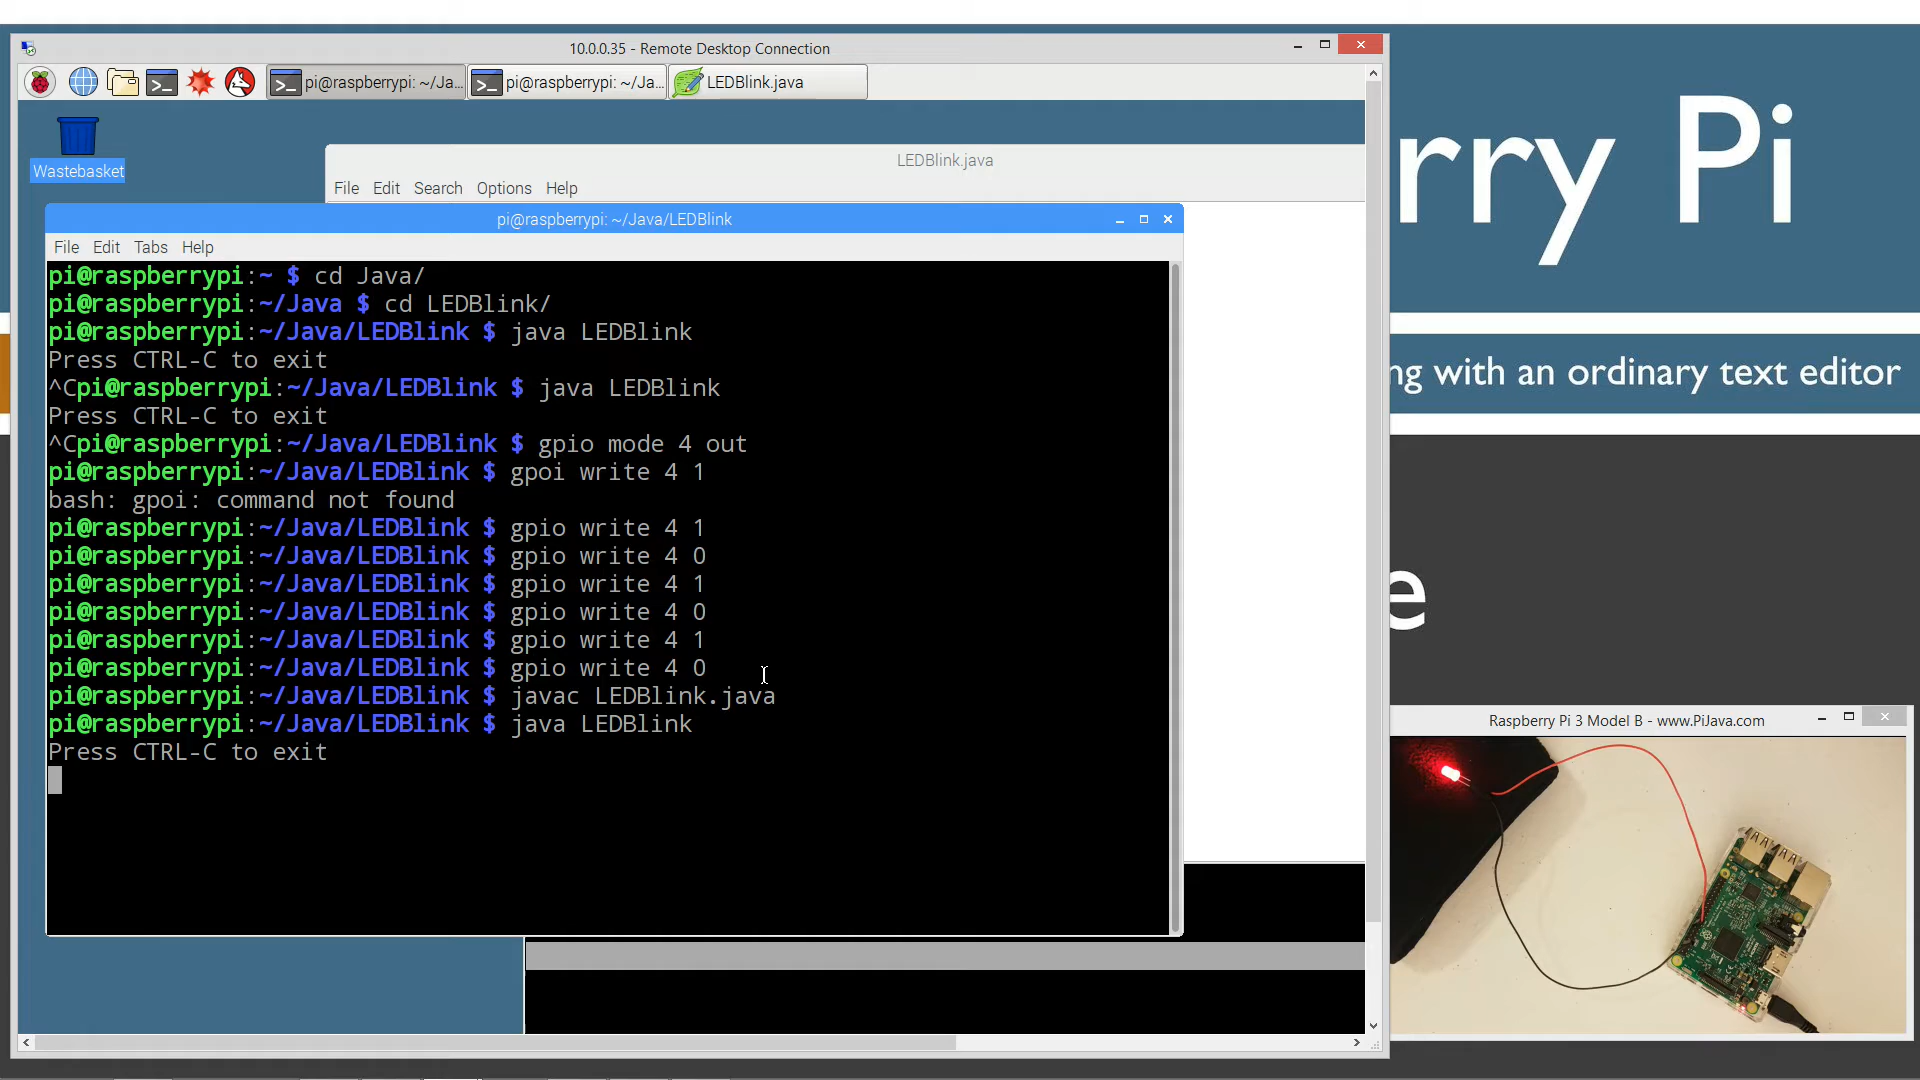 10.0.0.35 - Remote Desktop Connection
pi@raspberrypi: ~/Ja...
pi@raspberrypi: ~/Ja...
LEDBlink.java
Wastebasket
LEDBlink.java
File Edit Search Options Help
pi@raspberrypi: ~/Java/LEDBlink
File Edit Tabs Help
pi@raspberrypi:~ $ cd Java/
pi@raspberrypi:~/Java $ cd LEDBlink/
pi@raspberrypi:~/Java/LEDBlink $ java LEDBlink
Press CTRL-C to exit
^Cpi@raspberrypi:~/Java/LEDBlink $ java LEDBlink
Press CTRL-C to exit
^Cpi@raspberrypi:~/Java/LEDBlink $ gpio mode 4 out
pi@raspberrypi:~/Java/LEDBlink $ gpoi write 4 1
bash: gpoi: command not found
pi@raspberrypi:~/Java/LEDBlink $ gpio write 4 1
pi@raspberrypi:~/Java/LEDBlink $ gpio write 4 0
pi@raspberrypi:~/Java/LEDBlink $ gpio write 4 1
pi@raspberrypi:~/Java/LEDBlink $ gpio write 4 0
pi@raspberrypi:~/Java/LEDBlink $ gpio write 4 1
pi@raspberrypi:~/Java/LEDBlink $ gpio write 4 0
pi@raspberrypi:~/Java/LEDBlink $ javac LEDBlink.java
pi@raspberrypi:~/Java/LEDBlink $ java LEDBlink
Press CTRL-C to exit
rry Pi
ng with an ordinary text editor
e
Raspberry Pi 3 Model B - www.PiJava.com